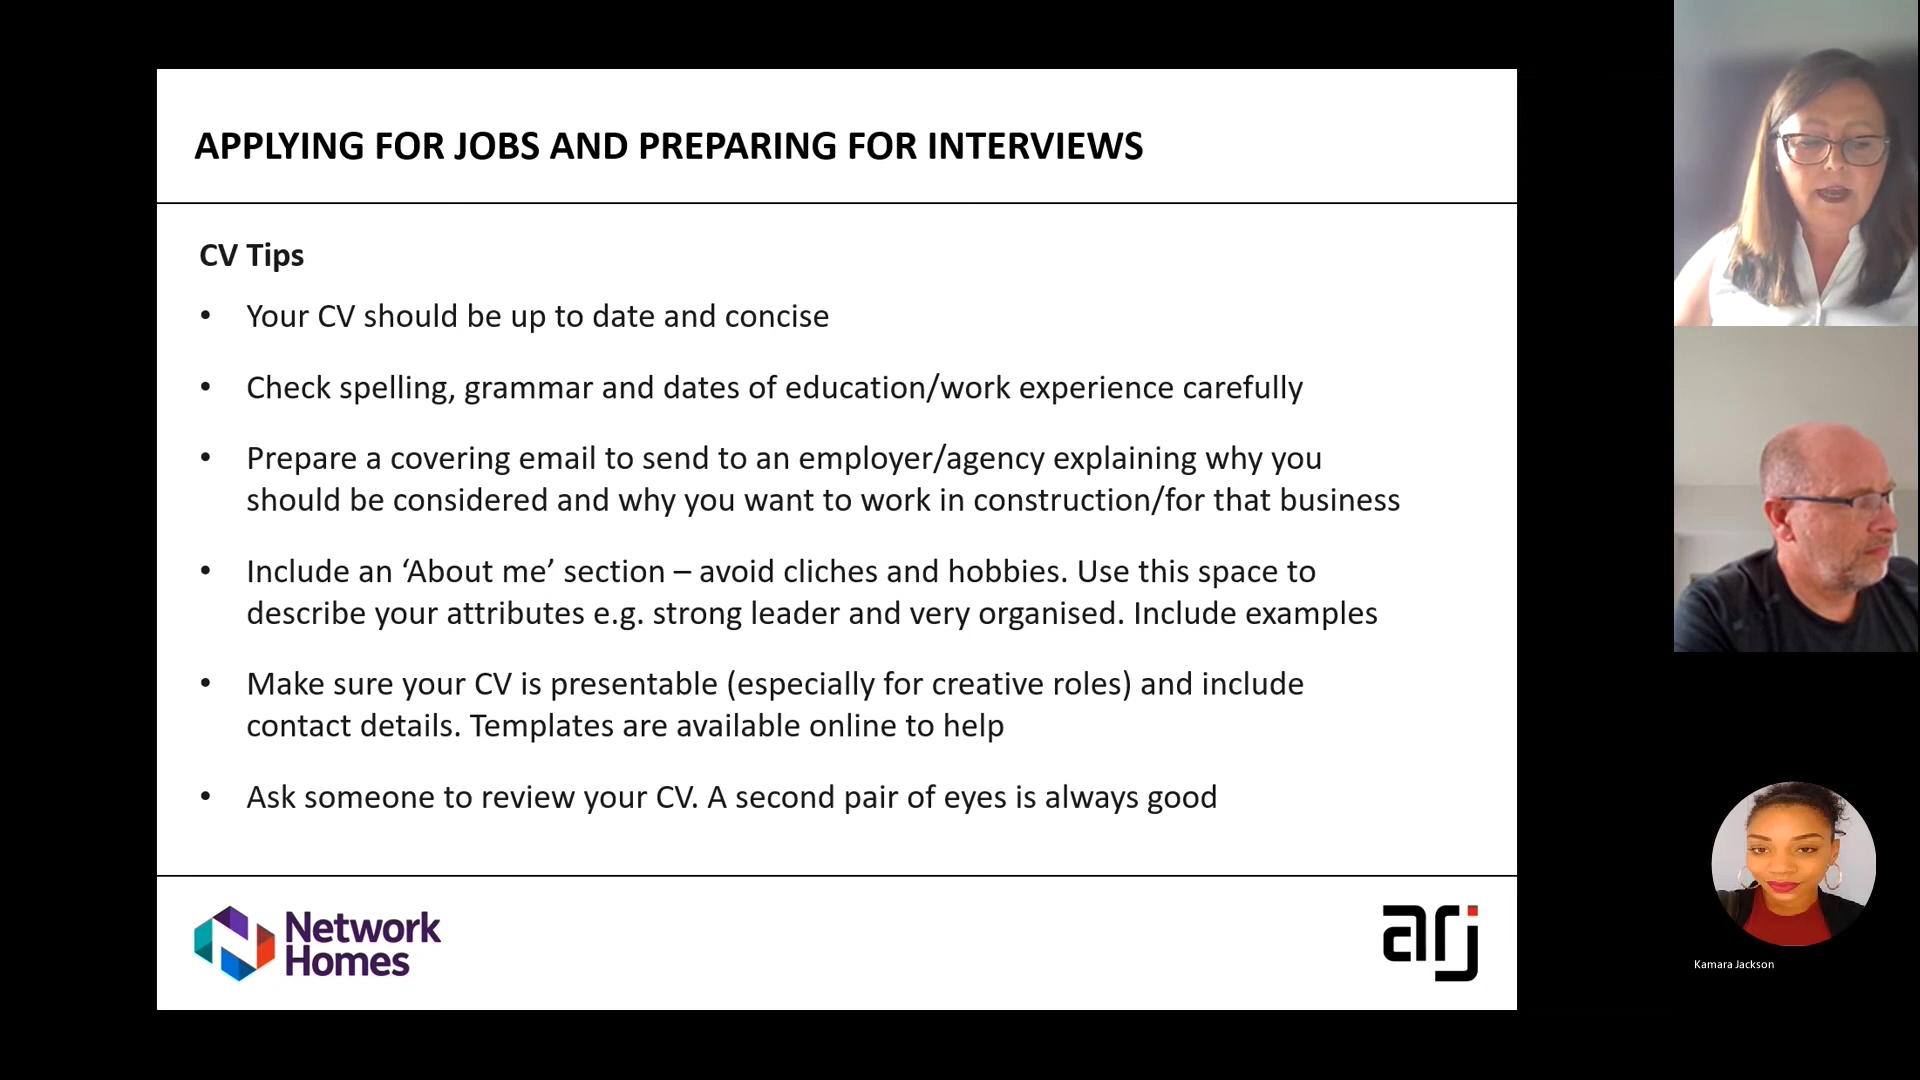 APPLYING FOR JOBS AND PREPARING FOR INTERVIEWS
CV Tips
• Your CV should be up to date and concise
• Check spelling, grammar and dates of education/work experience carefully
• Prepare a covering email to send to an employer/agency explaining why you
should be considered and why you want to work in construction/for that business
• Include an ‘About me’ section – avoid cliches and hobbies. Use this space to
describe your attributes e.g. strong leader and very organised. Include examples
• Make sure your CV is presentable (especially for creative roles) and include
contact details. Templates are available online to help
• Ask someone to review your CV. A second pair of eyes is always good
Network
Homes
arj
Kamara Jackson